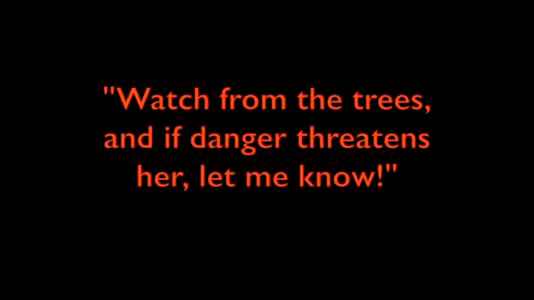 "Watch from the trees,
and if danger threatens
her, let me know!"